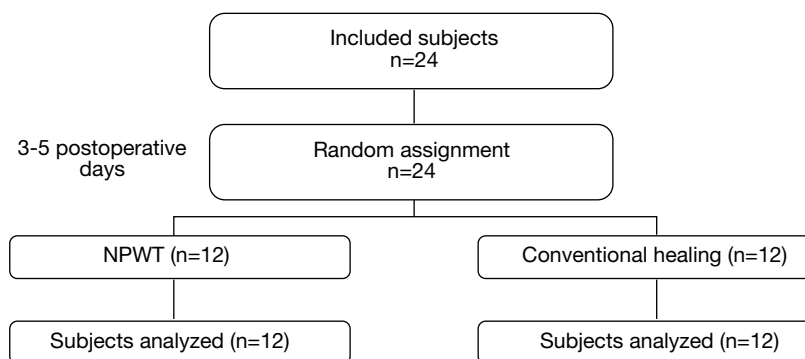 Included subjects
n=24
3-5 postoperative
days
Random assignment
n=24
NPWT (n=12)
Conventional healing (n=12)
Subjects analyzed (n=12)
Subjects analyzed (n=12)